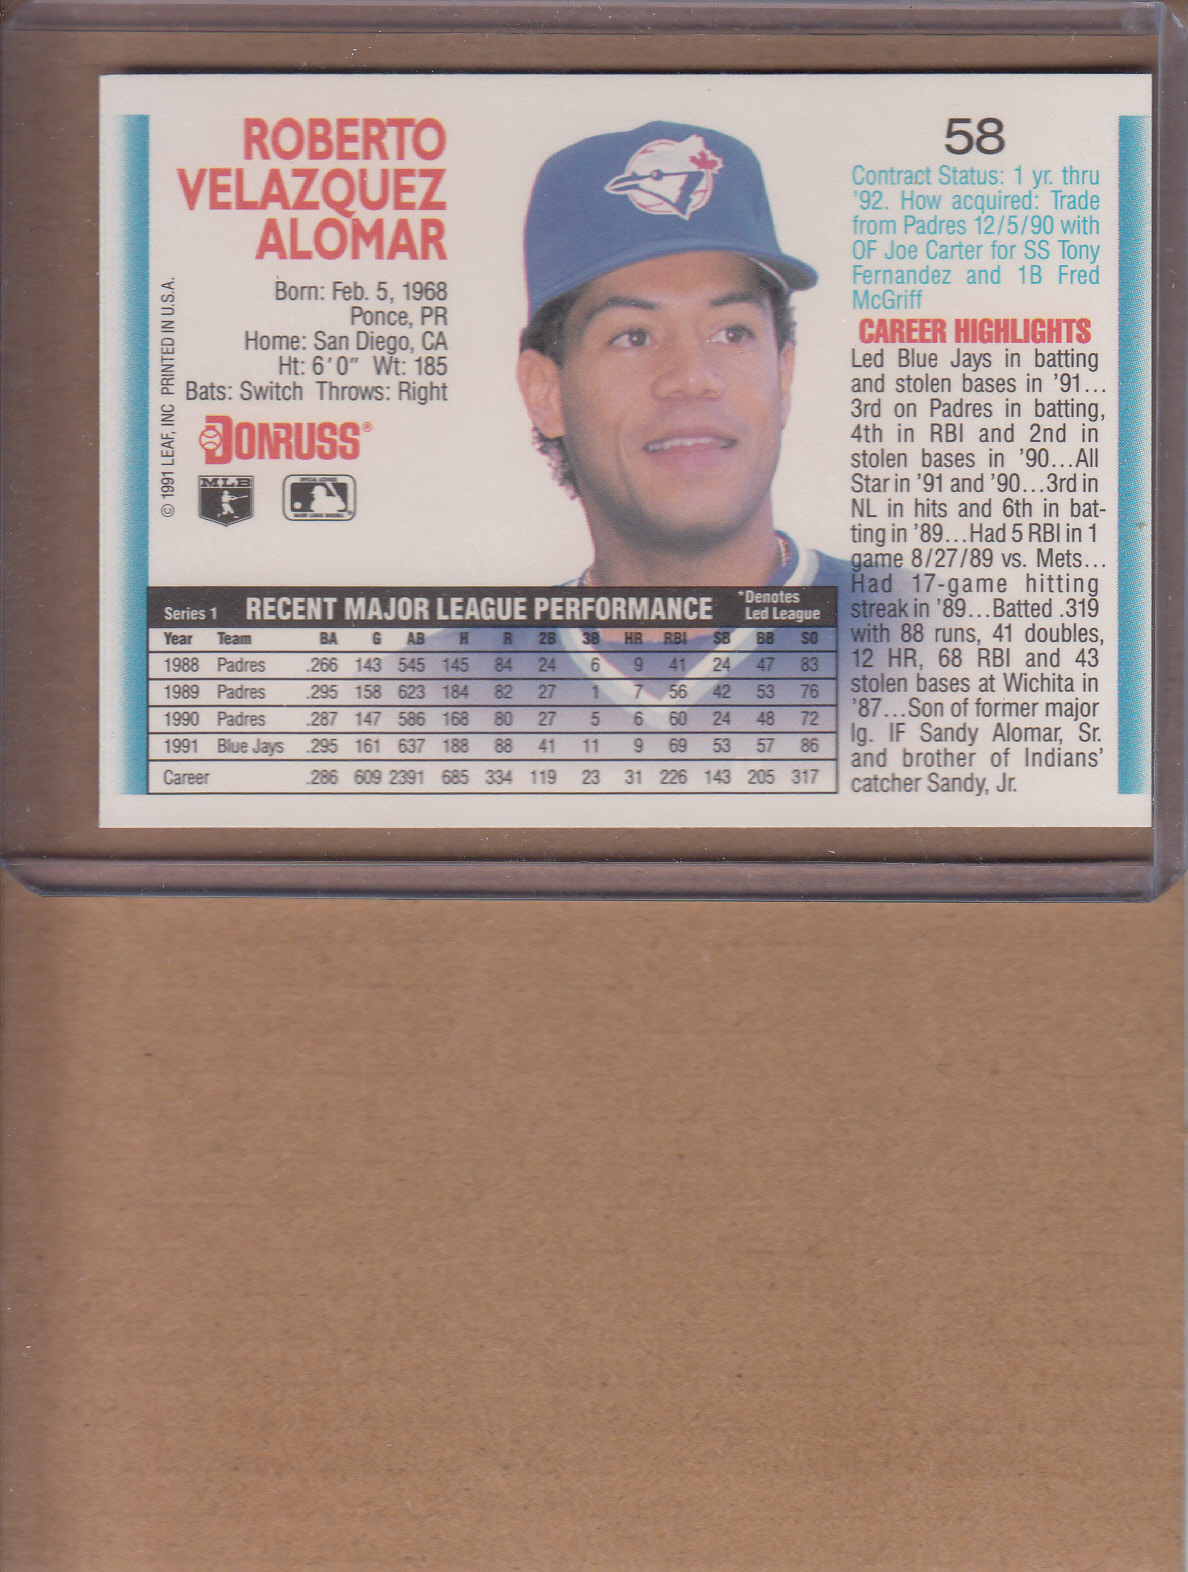 ROBERTO
VELAZQUEZ
ALOMAR
Born: Feb. 5, 1968
Ponce, PR
Home: San Diego, CA
Ht: 6'0" Wt: 185
Bats: Switch Throws: Right
© 1991 LEAF, INC PRINTED IN U.S.A.
DONRUSS®
MLB
58
Contract Status: 1 yr. thru
'92. How acquired: Trade
from Padres 12/5/90 with
OF Joe Carter for SS Tony
Fernandez and 1B Fred
McGriff
CAREER HIGHLIGHTS
Led Blue Jays in batting
and stolen bases in '91...
3rd on Padres in batting,
4th in RBI and 2nd in
stolen bases in '90...All
Star in '91 and '90...3rd in
NL in hits and 6th in bat-
ting in '89...Had 5 RBI in 1
game 8/27/89 vs. Mets...
Had 17-game hitting
streak in '89...Batted .319
with 88 runs, 41 doubles,
12 HR, 68 RBI and 43
stolen bases at Wichita in
'87...Son of former major
lg. IF Sandy Alomar, Sr.
and brother of Indians'
catcher Sandy, Jr.
Series 1 RECENT MAJOR LEAGUE PERFORMANCE *Denotes
Led League
Year Team BA G AB H R 2B 3B HR RBI SB BB SO
1988 Padres .266 143 545 145 84 24 6 9 41 24 47 83
1989 Padres .295 158 623 184 82 27 1 7 56 42 53 76
1990 Padres .287 147 586 168 80 27 5 6 60 24 48 72
1991 Blue Jays .295 161 637 188 88 41 11 9 69 53 57 86
Career .286 609 2391 685 334 119 23 31 226 143 205 317